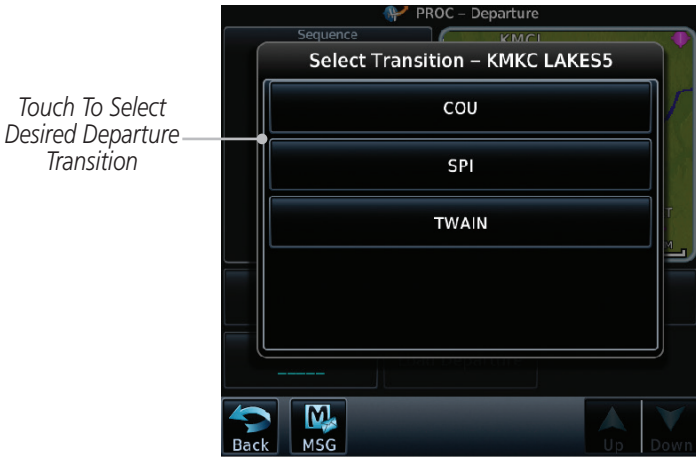 PROC – Departure
Sequence
KMCI
Select Transition – KMKC LAKES5
Touch To Select
Desired Departure
Transition
COU
SPI
TWAIN
_____
Back
MSG
Up
Down